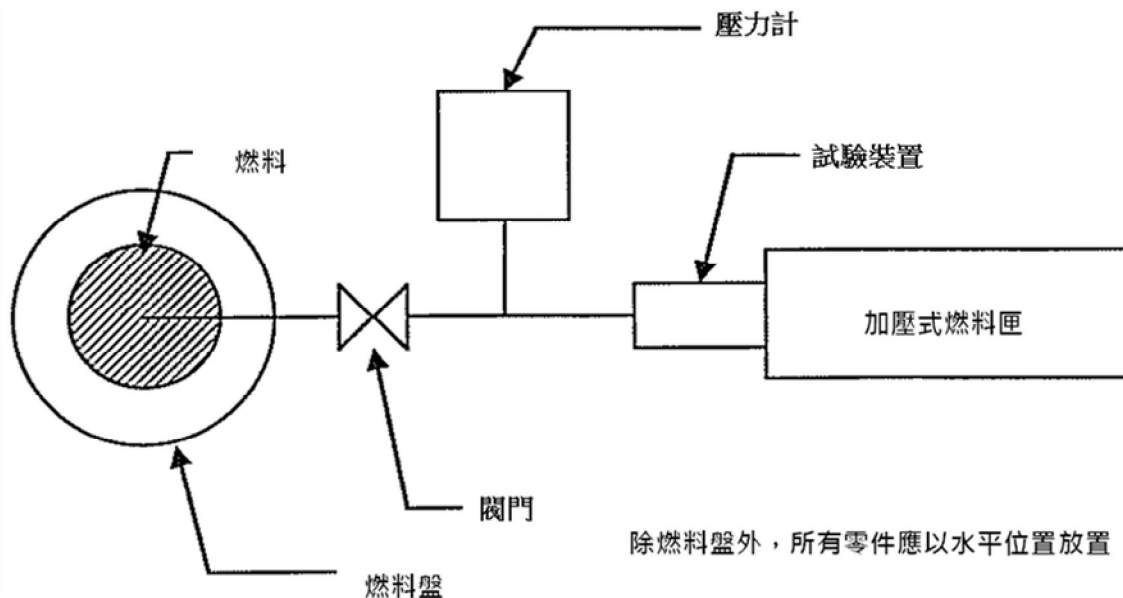 壓力計
燃料
試驗裝置
加壓式燃料匣
閥門
除燃料盤外，所有零件應以水平位置放置
燃料盤